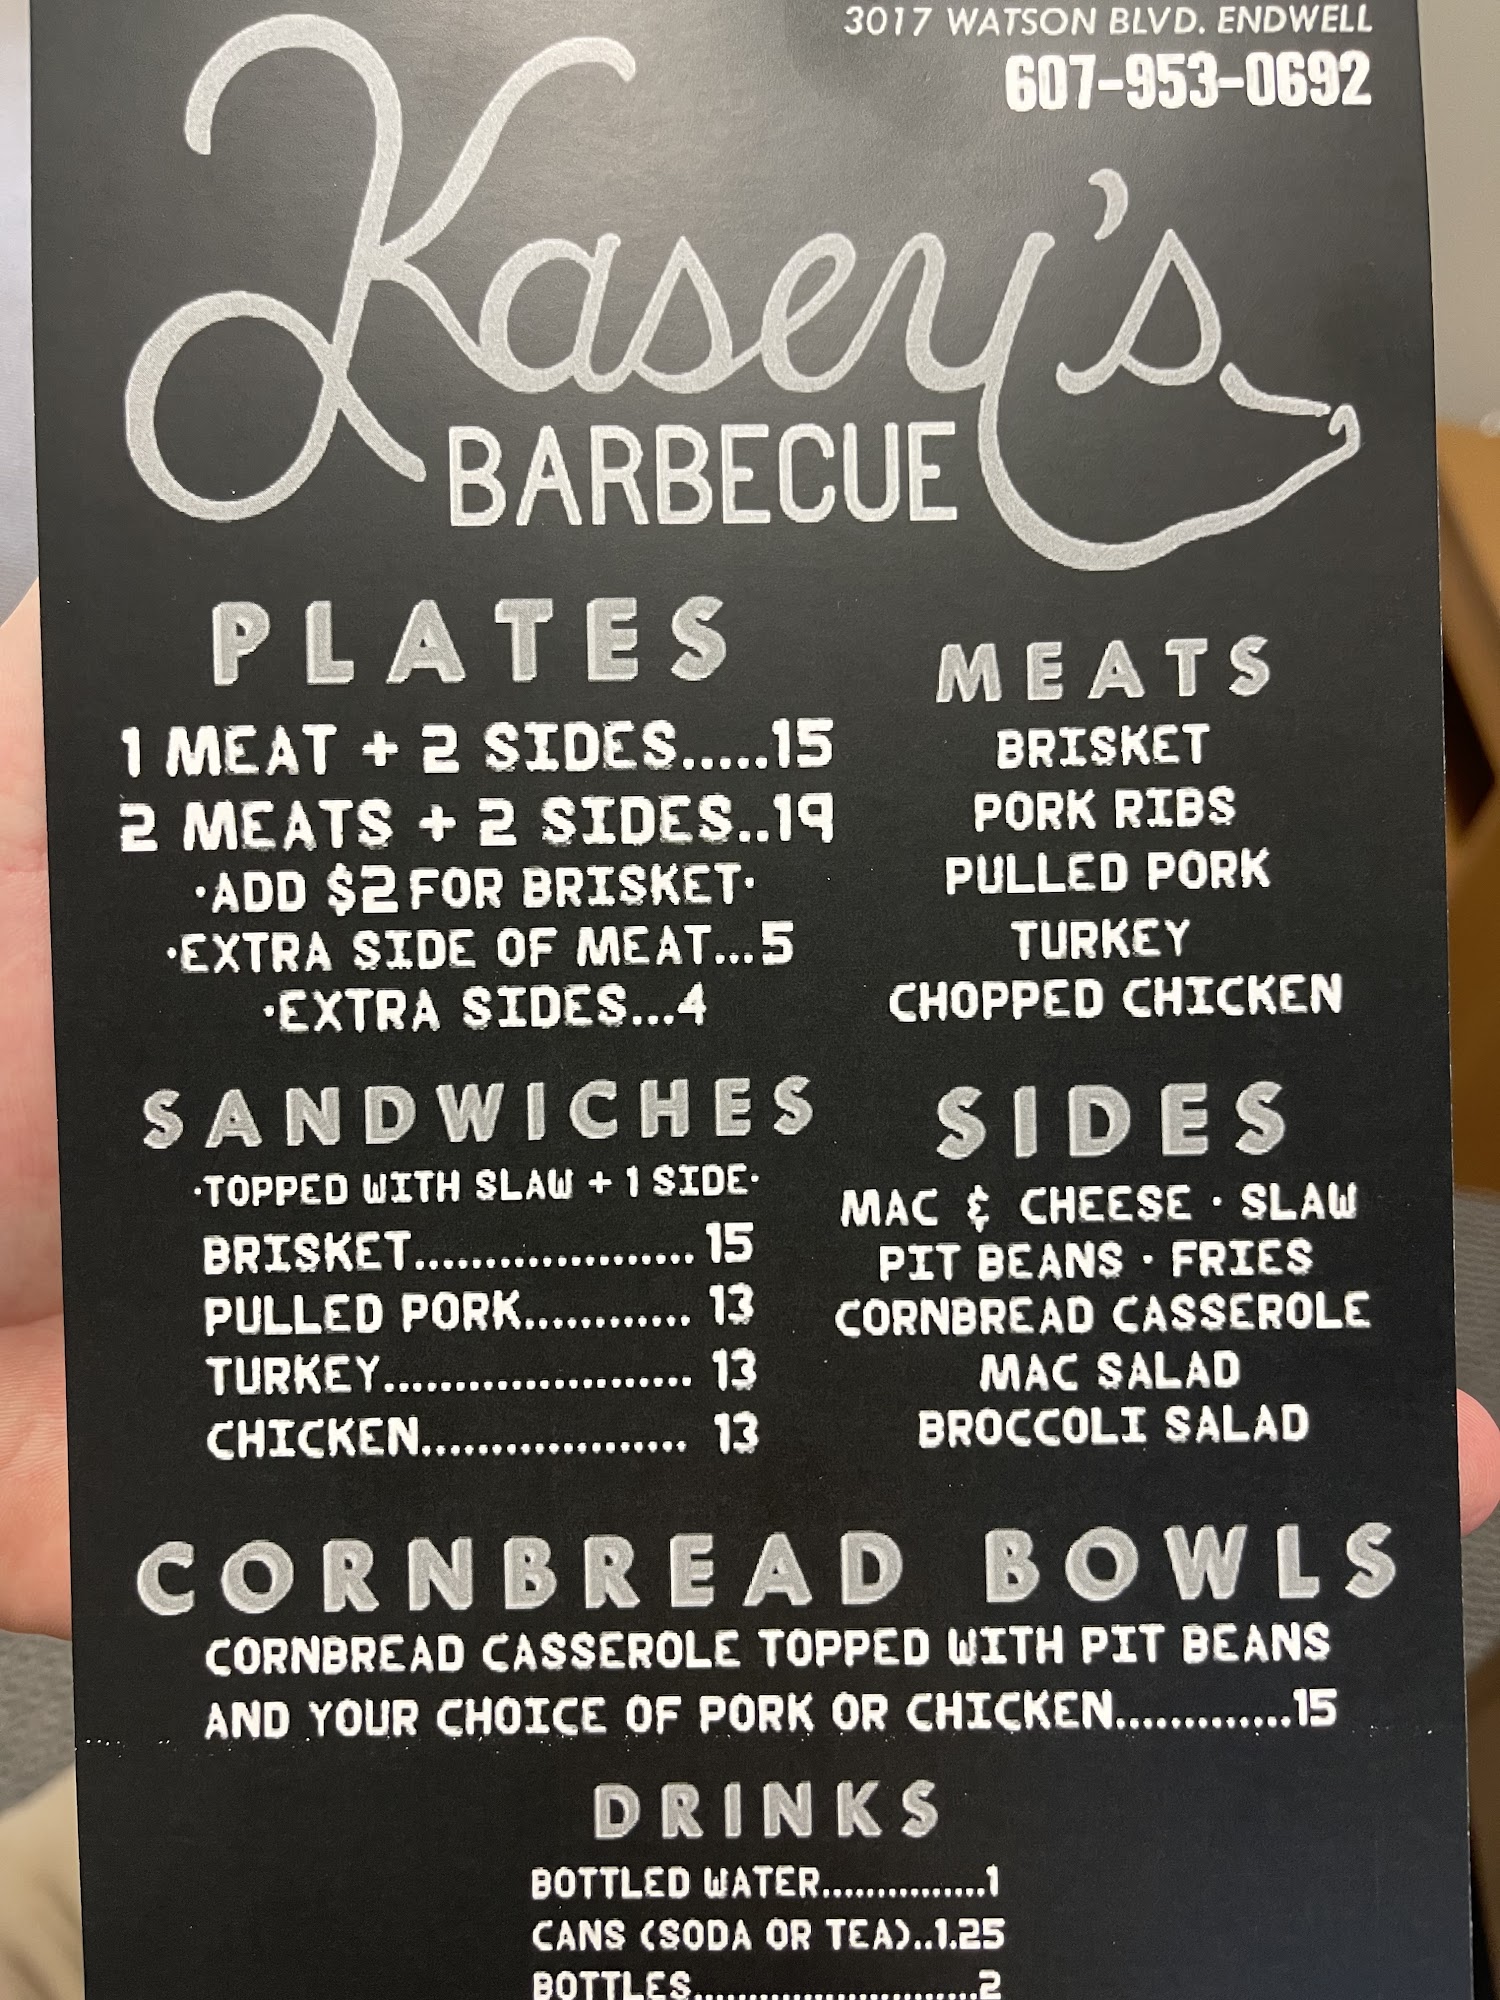 3017 WATSON BLVD. ENDWELL
607-953-0692
Kasey's
BARBECUE
PLATES
1 MEAT + 2 SIDES.....15
2 MEATS + 2 SIDES..19
·ADD $2 FOR BRISKET·
·EXTRA SIDE OF MEAT...5
·EXTRA SIDES...4
MEATS
BRISKET
PORK RIBS
PULLED PORK
TURKEY
CHOPPED CHICKEN
SANDWICHES
·TOPPED WITH SLAW + 1 SIDE·
BRISKET.................... 15
PULLED PORK............ 13
TURKEY...................... 13
CHICKEN................... 13
SIDES
MAC & CHEESE · SLAW
PIT BEANS · FRIES
CORNBREAD CASSEROLE
MAC SALAD
BROCCOLI SALAD
CORNBREAD BOWLS
CORNBREAD CASSEROLE TOPPED WITH PIT BEANS
AND YOUR CHOICE OF PORK OR CHICKEN.............15
DRINKS
BOTTLED WATER...............1
CANS (SODA OR TEA)..1.25
BOTTLES..........................2